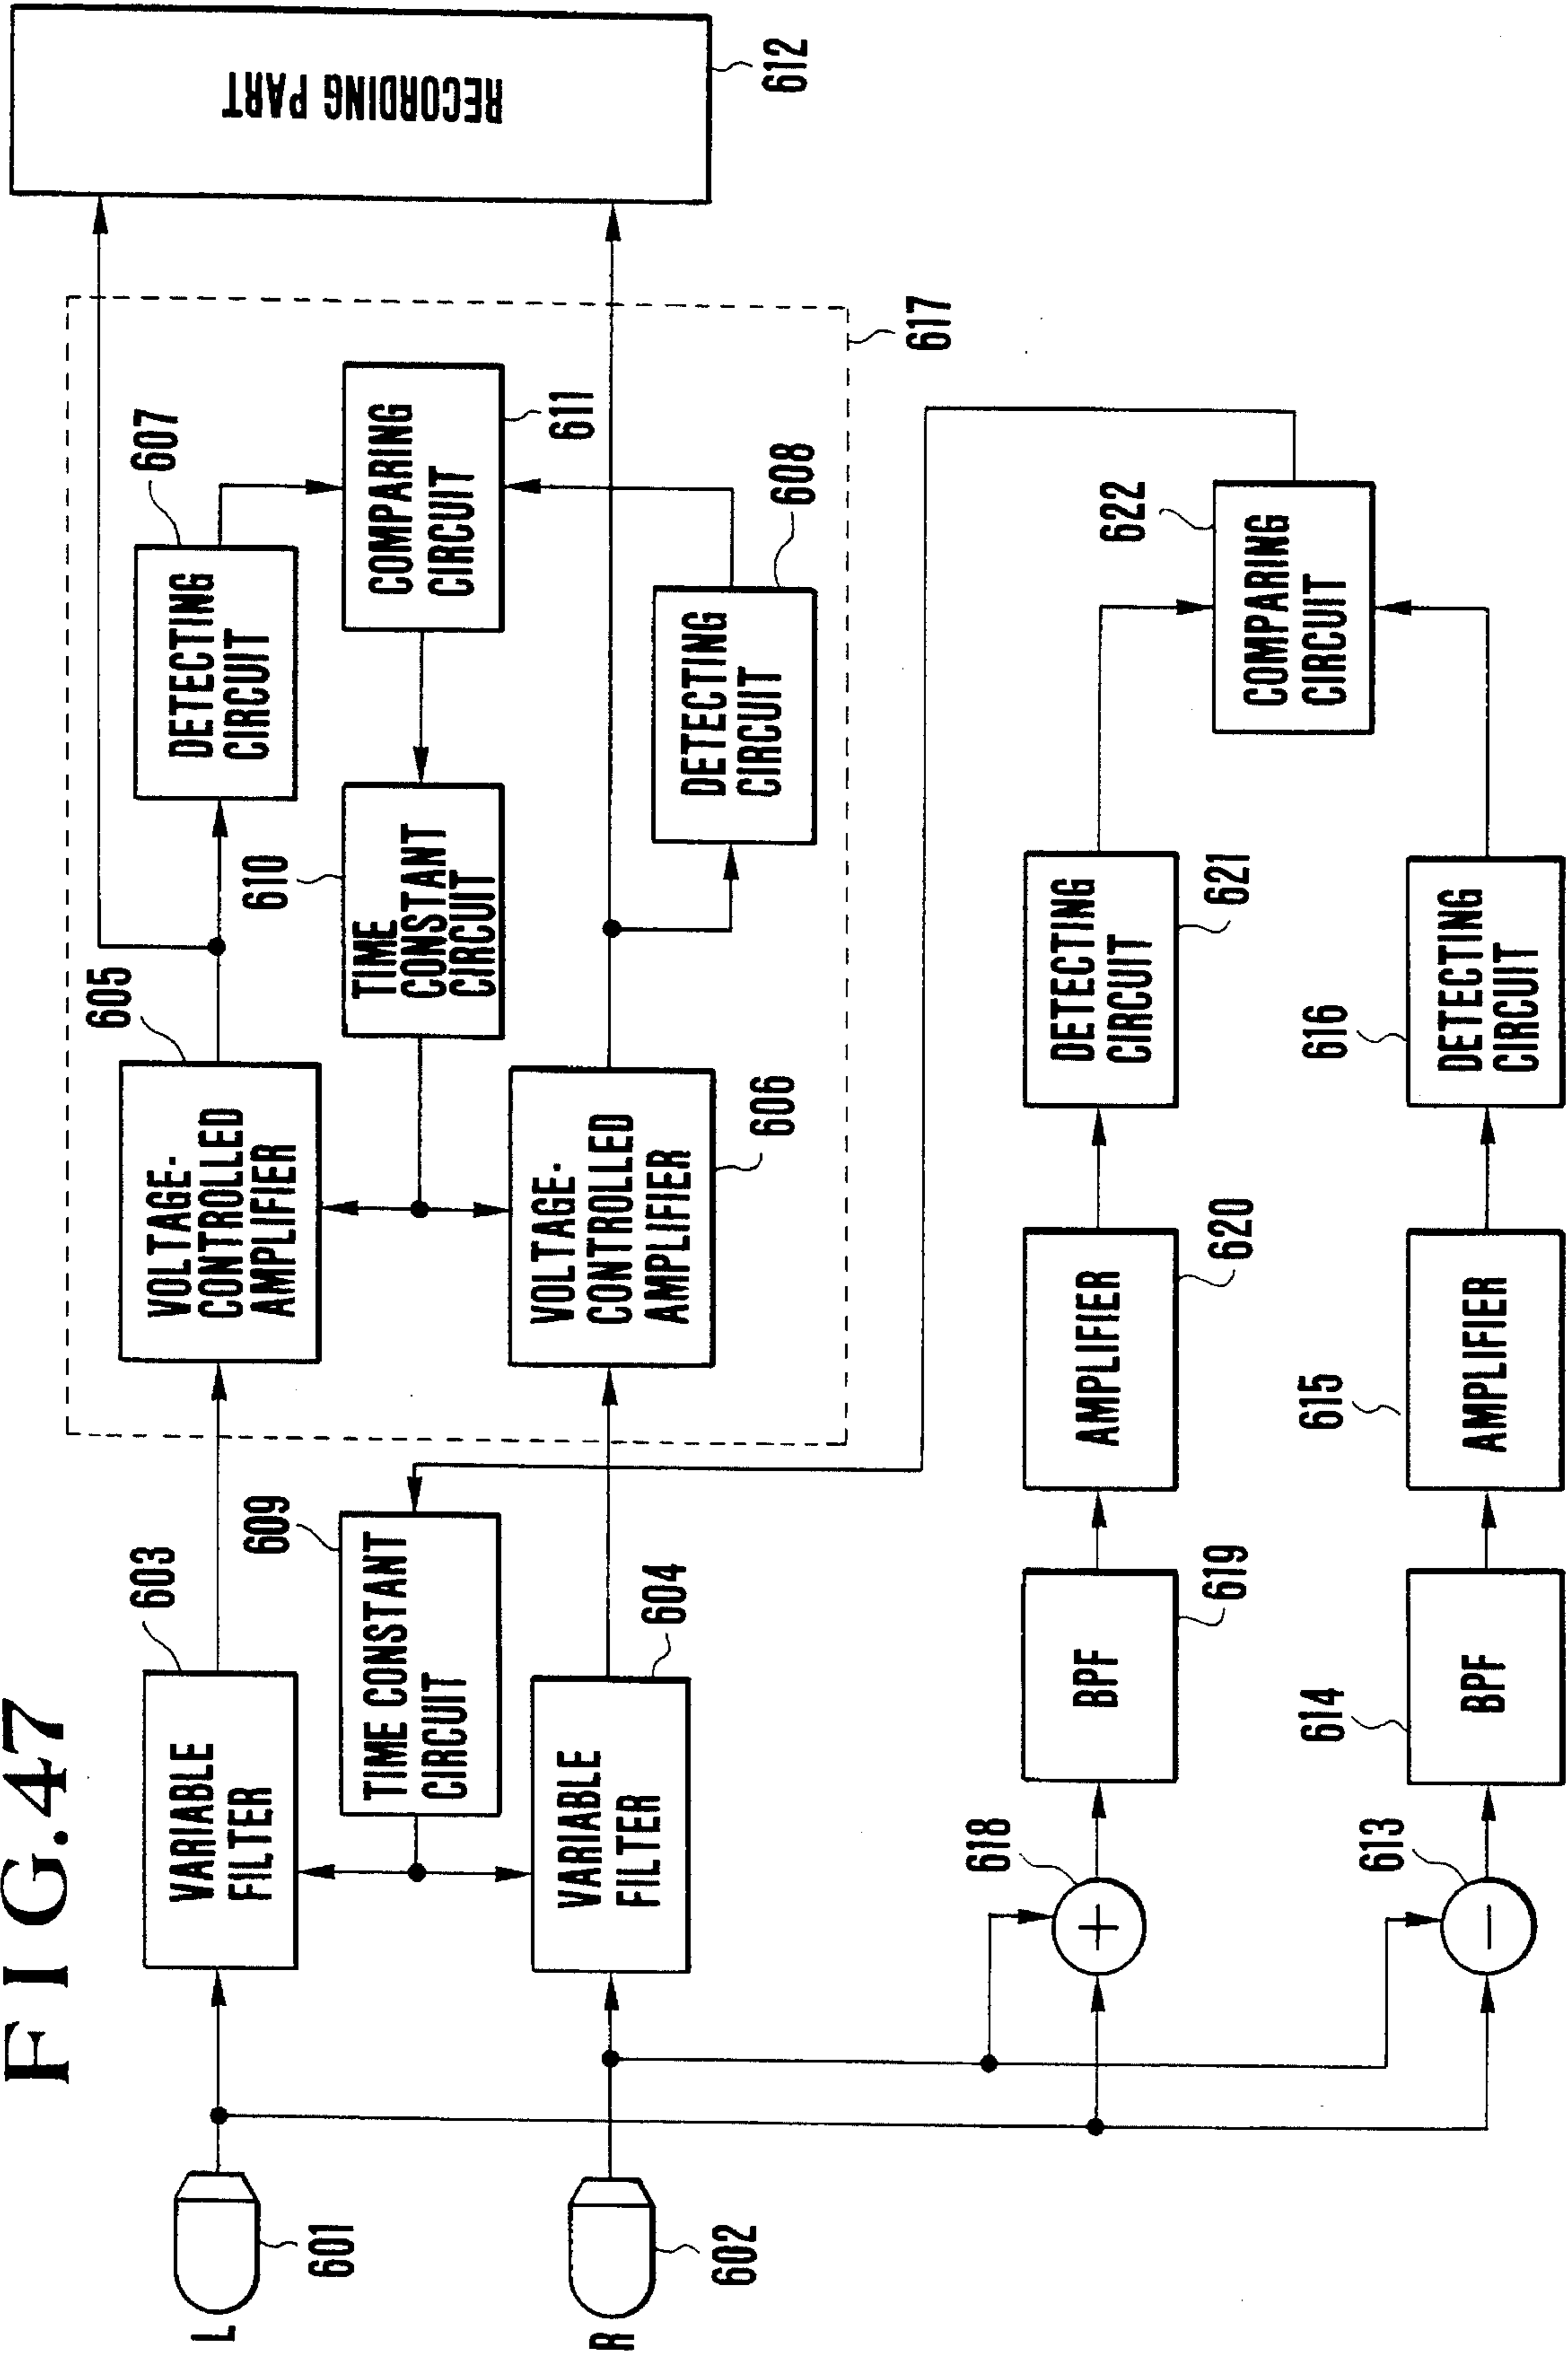 FIG.47
L
601
R
602
VARIABLE
FILTER
603
VARIABLE
FILTER
604
TIME CONSTANT
CIRCUIT
609
VOLTAGE-
CONTROLLED
AMPLIFIER
605
VOLTAGE-
CONTROLLED
AMPLIFIER
606
TIME
CONSTANT
CIRCUIT
610
DETECTING
CIRCUIT
607
COMPARING
CIRCUIT
611
DETECTING
CIRCUIT
608
617
RECORDING PART
612
+
618
BPF
619
AMPLIFIER
620
DETECTING
CIRCUIT
621
−
613
BPF
614
AMPLIFIER
615
DETECTING
CIRCUIT
616
COMPARING
CIRCUIT
622